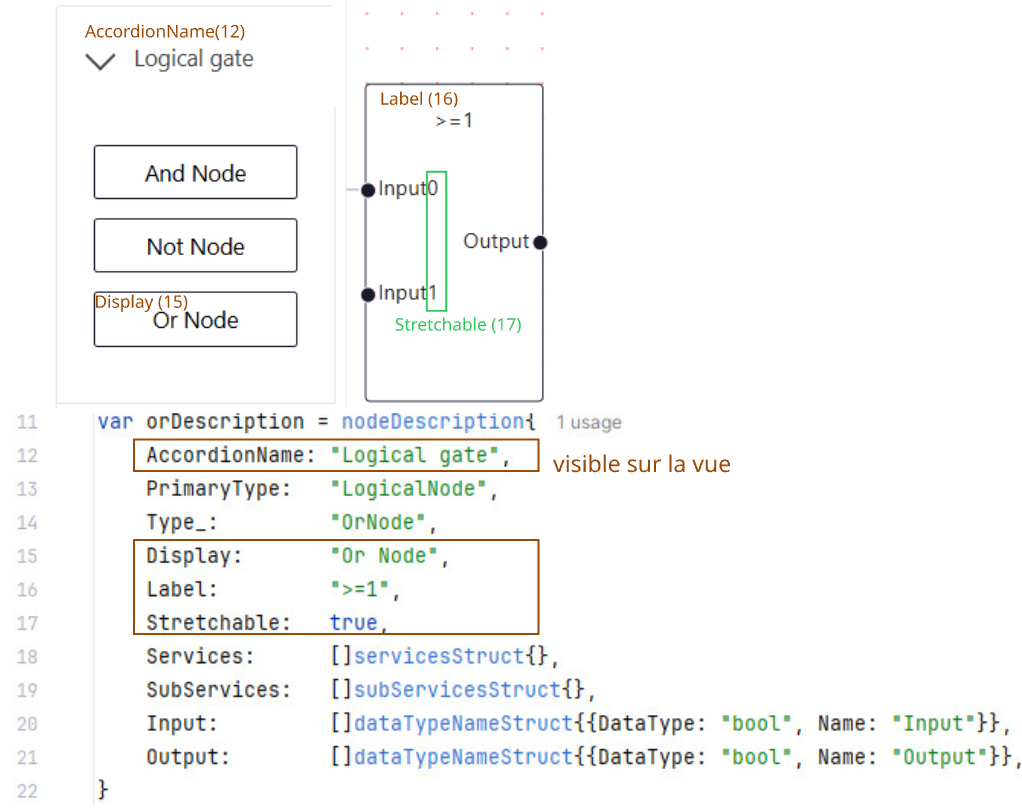 AccordionName(12)
Logical gate
And Node
Not Node
Display (15)
Or Node
Label (16)
>=1
Input0
Output
Input1
Stretchable (17)
11 var orDescription = nodeDescription{ 1 usage
12 AccordionName: "Logical gate",
visible sur la vue
13 PrimaryType: "LogicalNode",
14 Type_: "OrNode",
15 Display: "Or Node",
16 Label: ">=1",
17 Stretchable: true,
18 Services: []servicesStruct{},
19 SubServices: []subServicesStruct{},
20 Input: []dataTypeNameStruct{{DataType: "bool", Name: "Input"}},
21 Output: []dataTypeNameStruct{{DataType: "bool", Name: "Output"}},
22 }